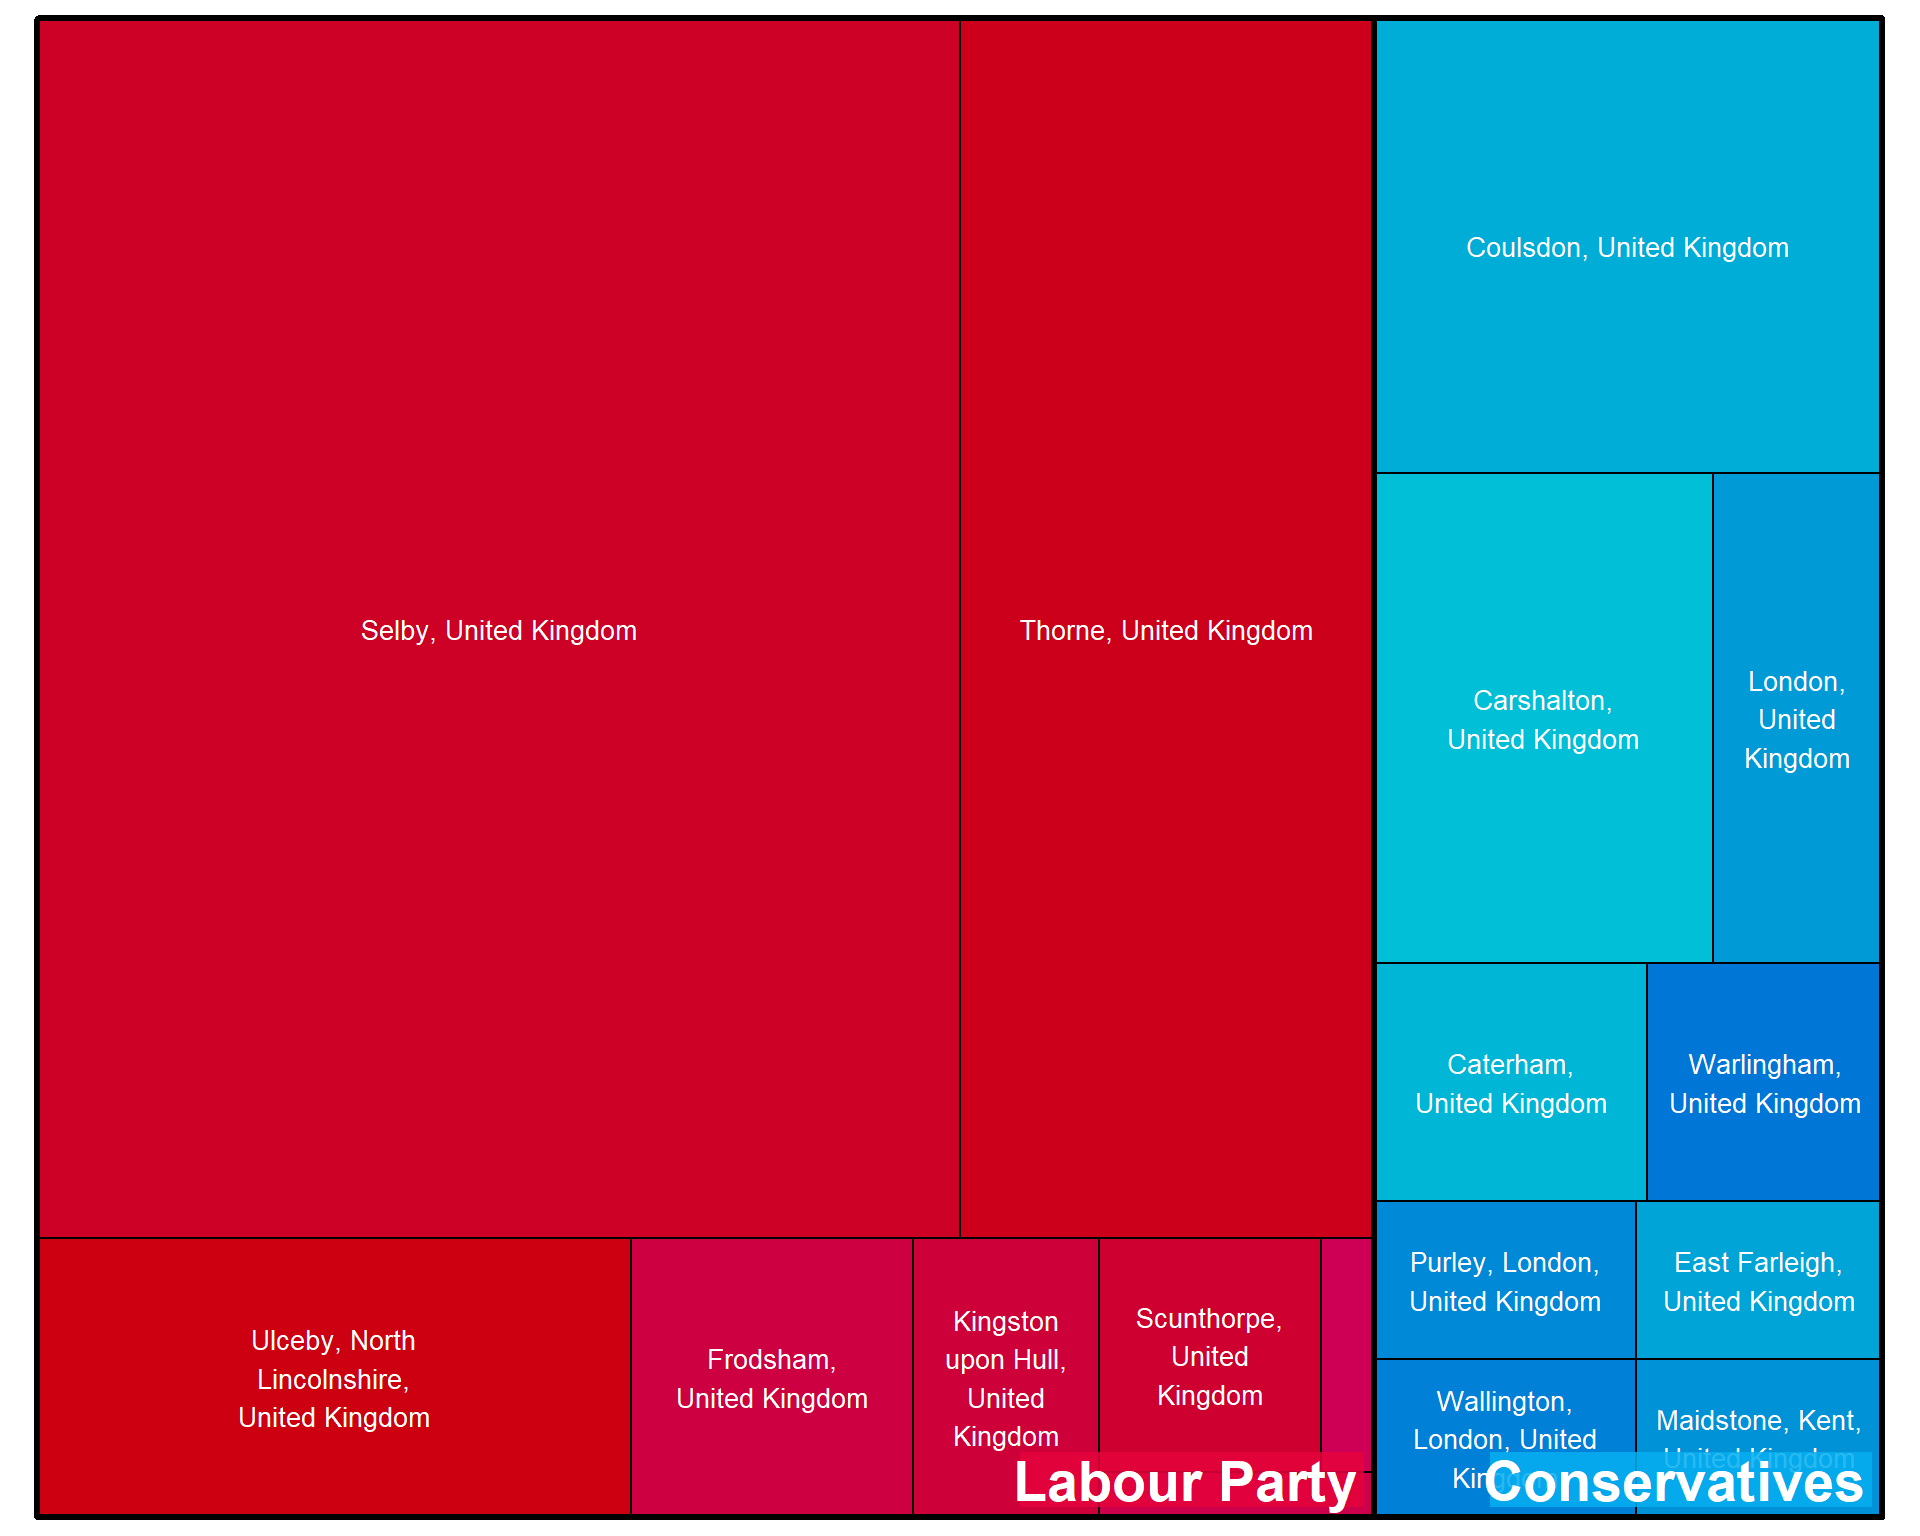 Selby, United Kingdom
Thorne, United Kingdom
Ulceby, North
Lincolnshire,
United Kingdom
Frodsham,
United Kingdom
Kingston
upon Hull,
United
Kingdom
Scunthorpe,
United
Kingdom
Labour Party
Coulsdon, United Kingdom
Carshalton,
United Kingdom
London,
United
Kingdom
Caterham,
United Kingdom
Warlingham,
United Kingdom
Purley, London,
United Kingdom
East Farleigh,
United Kingdom
Wallington,
London, United
Kingdom
Maidstone, Kent,
United Kingdom
Conservatives